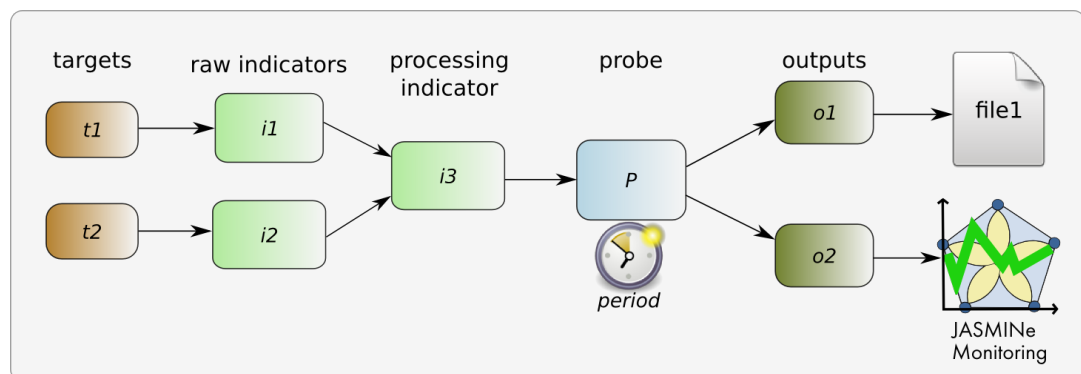 targets
raw indicators
processing
indicator
probe
outputs
t1
i1
i3
P
o1
file1
t2
i2
o2
period
JASMINe
Monitoring